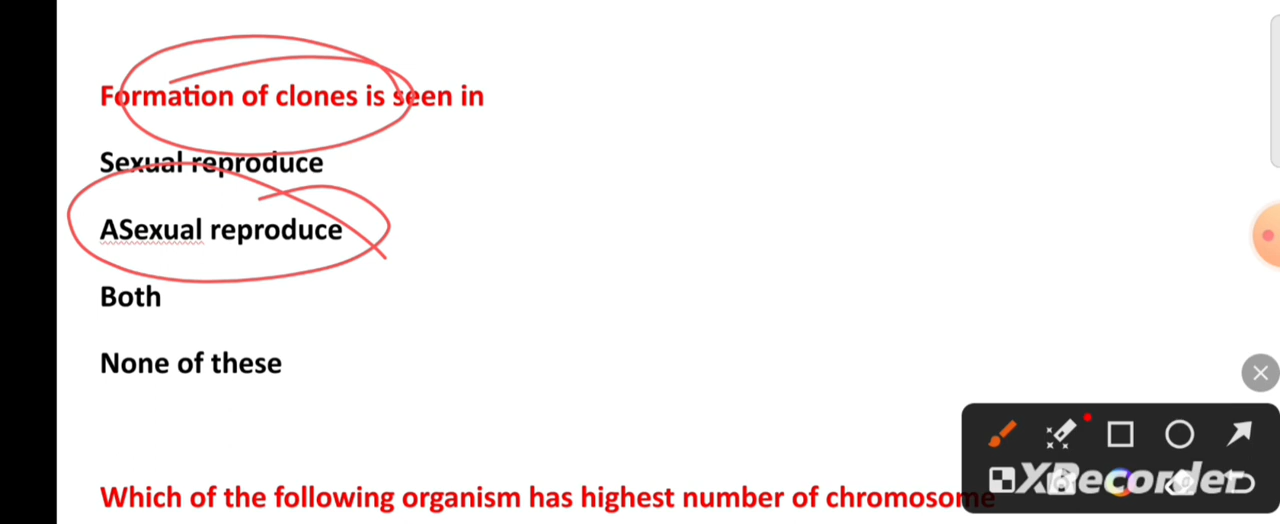 Formation of clones is seen in
Sexual reproduce
ASexual reproduce
Both
None of these
Which of the following organism has highest number of chromosome
XRecorder